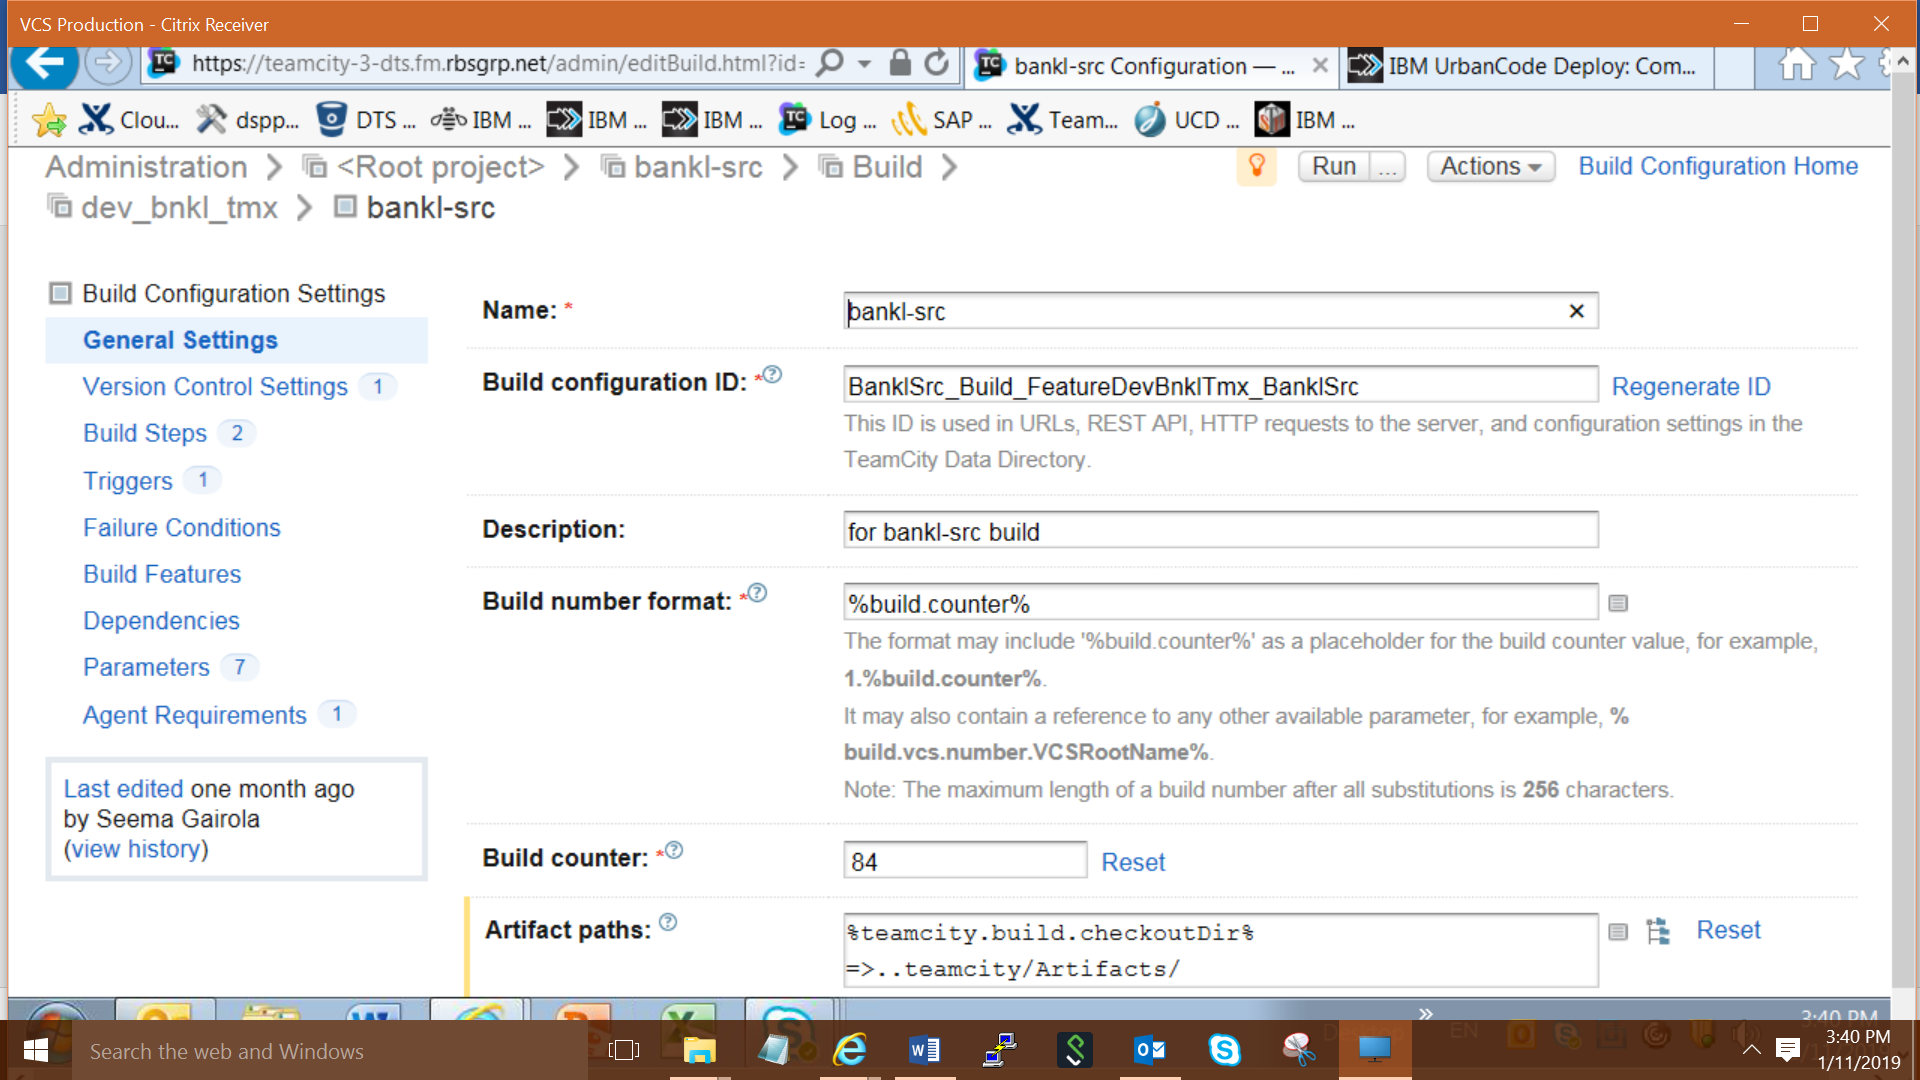 VCS Production - Citrix Receiver
https://teamcity-3-dts.fm.rbsgrp.net/admin/editBuild.html?id=
bankl-src Configuration — ...
IBM UrbanCode Deploy: Com...
Clou... dspp... DTS ... IBM ... IBM ... IBM ... Log ... SAP ... Team... UCD ... IBM ...
Administration <Root project> bankl-src Build
Run ... Actions Build Configuration Home
dev_bnkl_tmx bankl-src
Build Configuration Settings
General Settings
Version Control Settings 1
Build Steps 2
Triggers 1
Failure Conditions
Build Features
Dependencies
Parameters 7
Agent Requirements 1
Last edited one month ago
by Seema Gairola
(view history)
Name: *
bankl-src
Build configuration ID: *
BanklSrc_Build_FeatureDevBnklTmx_BanklSrc
Regenerate ID
This ID is used in URLs, REST API, HTTP requests to the server, and configuration settings in the
TeamCity Data Directory.
Description:
for bankl-src build
Build number format: *
%build.counter%
The format may include '%build.counter%' as a placeholder for the build counter value, for example,
1.%build.counter%.
It may also contain a reference to any other available parameter, for example, %
build.vcs.number.VCSRootName%.
Note: The maximum length of a build number after all substitutions is 256 characters.
Build counter: *
84
Reset
Artifact paths:
%teamcity.build.checkoutDir%
=>..teamcity/Artifacts/
Reset
3:40 PM
Search the web and Windows
Desktop
EN
3:40 PM
1/11/2019